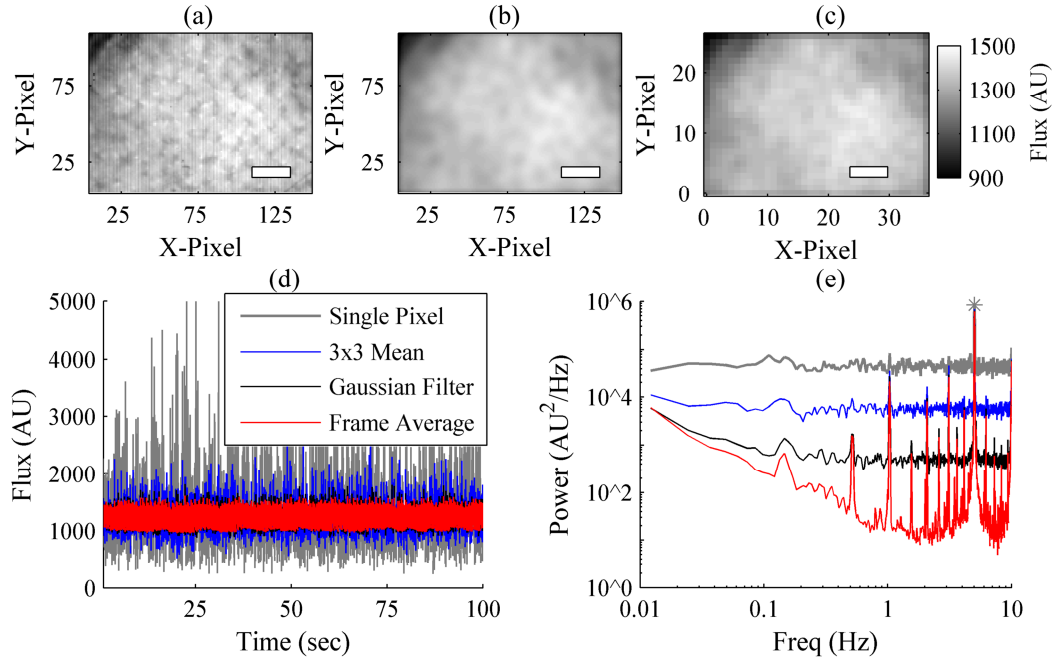 (a) (b) (c)
Y-Pixel 75 25
25 75 125
X-Pixel
Y-Pixel 75 25
25 75 125
X-Pixel
Y-Pixel 20 10 0
0 10 20 30
X-Pixel
1500
1300
1100
900
Flux (AU)
(d)
Flux (AU)
5000
4000
3000
2000
1000
0
25 50 75 100
Time (sec)
Single Pixel
3x3 Mean
Gaussian Filter
Frame Average
(e)
Power (AU^2/Hz)
10^6
10^4
10^2
10^0
0.01 0.1 1 10
Freq (Hz)